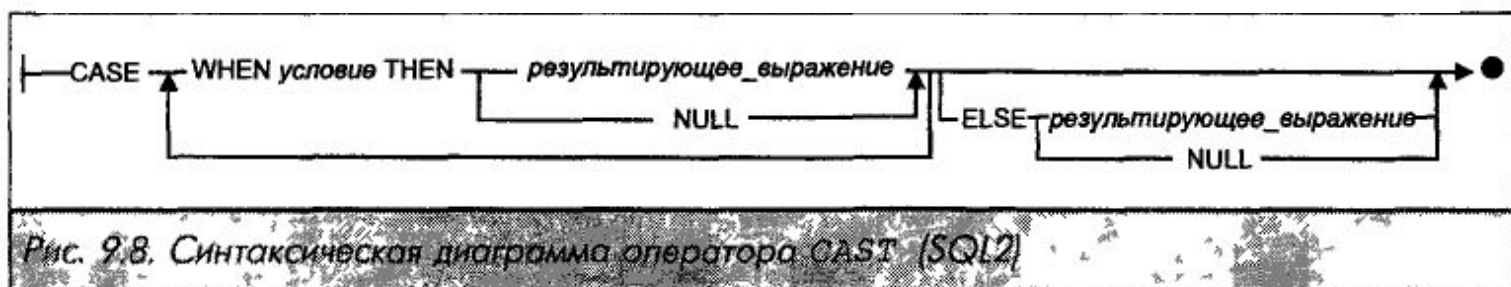 CASE WHEN условие THEN результирующее_выражение
NULL
ELSE результирующее_выражение
NULL
Рис. 9.8. Синтаксическая диаграмма оператора CAST (SQL2)